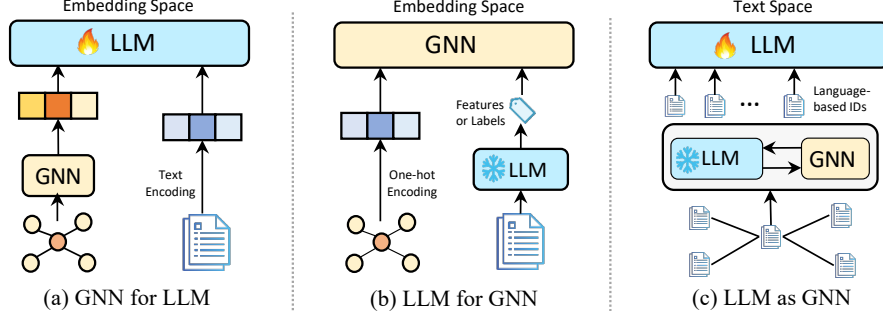 Embedding Space
LLM
GNN
Text
Encoding
(a) GNN for LLM
Embedding Space
GNN
Features
or Labels
LLM
One-hot
Encoding
(b) LLM for GNN
Text Space
LLM
...
Language-
based IDs
LLM
GNN
(c) LLM as GNN